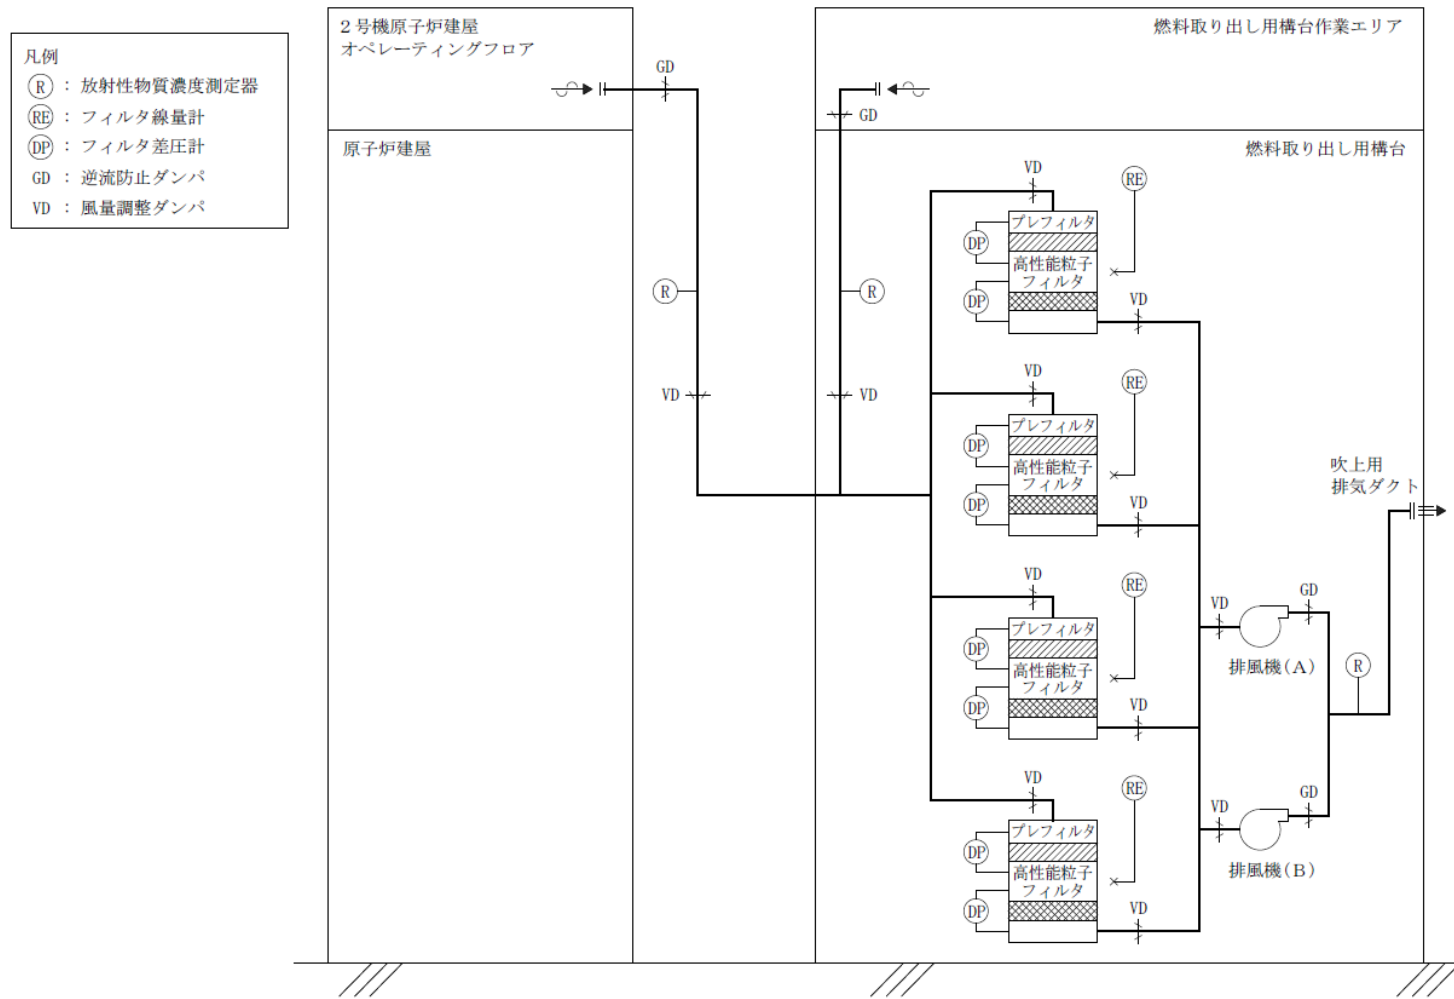 凡例
R : 放射性物質濃度測定器
RE : フィルタ線量計
DP : フィルタ差圧計
GD : 逆流防止ダンパ
VD : 風量調整ダンパ
2号機原子炉建屋
オペレーティングフロア
GD
原子炉建屋
R
VD
燃料取り出し用構台作業エリア
GD
燃料取り出し用構台
R
VD
VD
RE
プレフィルタ
DP
高性能粒子
フィルタ
DP
VD
VD
RE
プレフィルタ
DP
高性能粒子
フィルタ
DP
VD
VD
RE
プレフィルタ
DP
高性能粒子
フィルタ
DP
VD
VD
RE
プレフィルタ
DP
高性能粒子
フィルタ
DP
VD
VD
GD
排風機(A)
VD
GD
排風機(B)
R
吹上用
排気ダクト